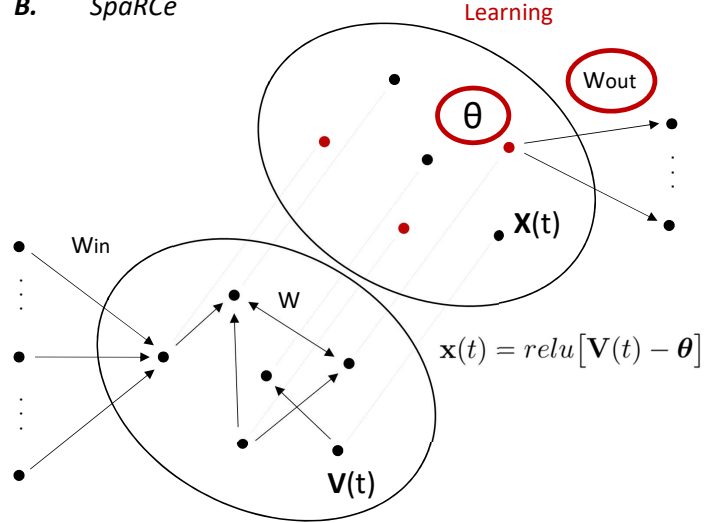 B. SpaRCe
Learning
Wout
θ
X(t)
Win
W
x(t) = relu[V(t) − θ]
V(t)